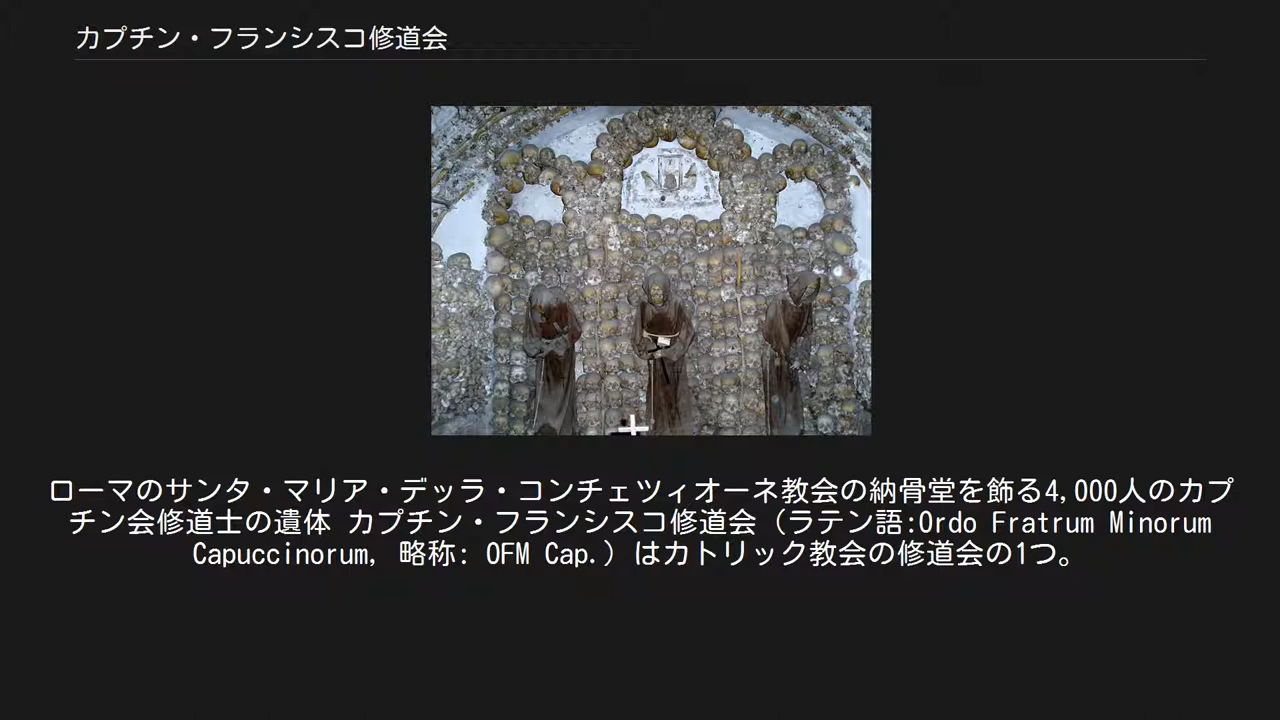 カプチン・フランシスコ修道会
ローマのサンタ・マリア・デッラ・コンチェツィオーネ教会の納骨堂を飾る4,000人のカプ
チン会修道士の遺体 カプチン・フランシスコ修道会（ラテン語:Ordo Fratrum Minorum
Capuccinorum, 略称: OFM Cap.）はカトリック教会の修道会の1つ。